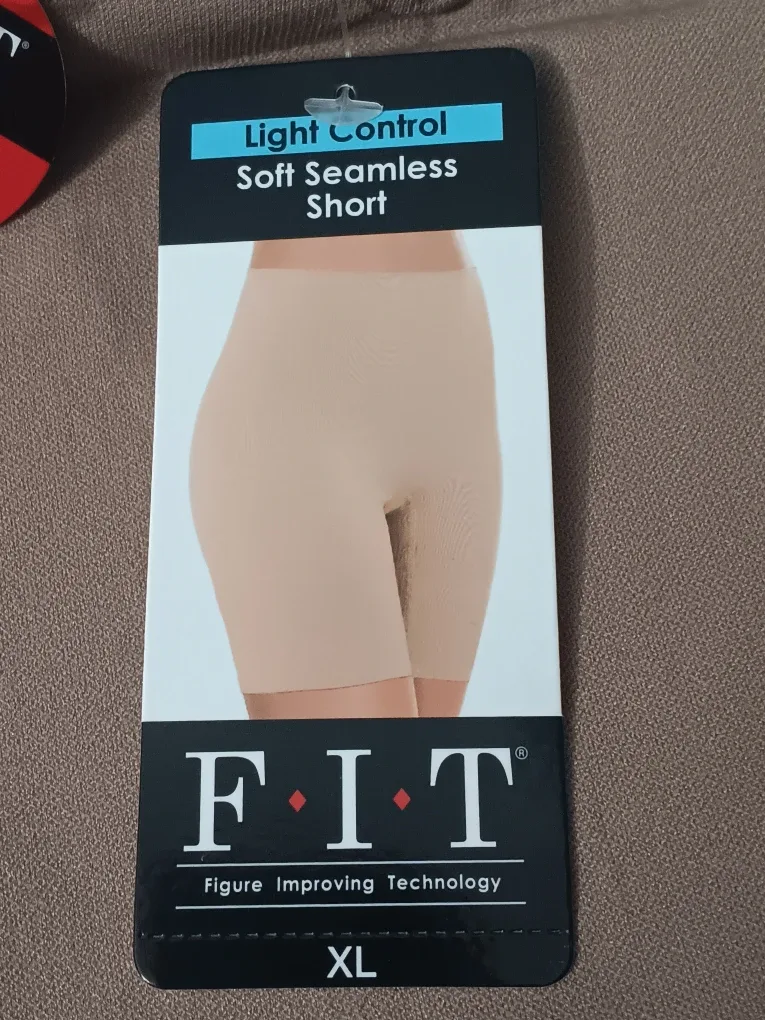 T®
Light Control
Soft Seamless
Short
F·I·T®
Figure Improving Technology
XL